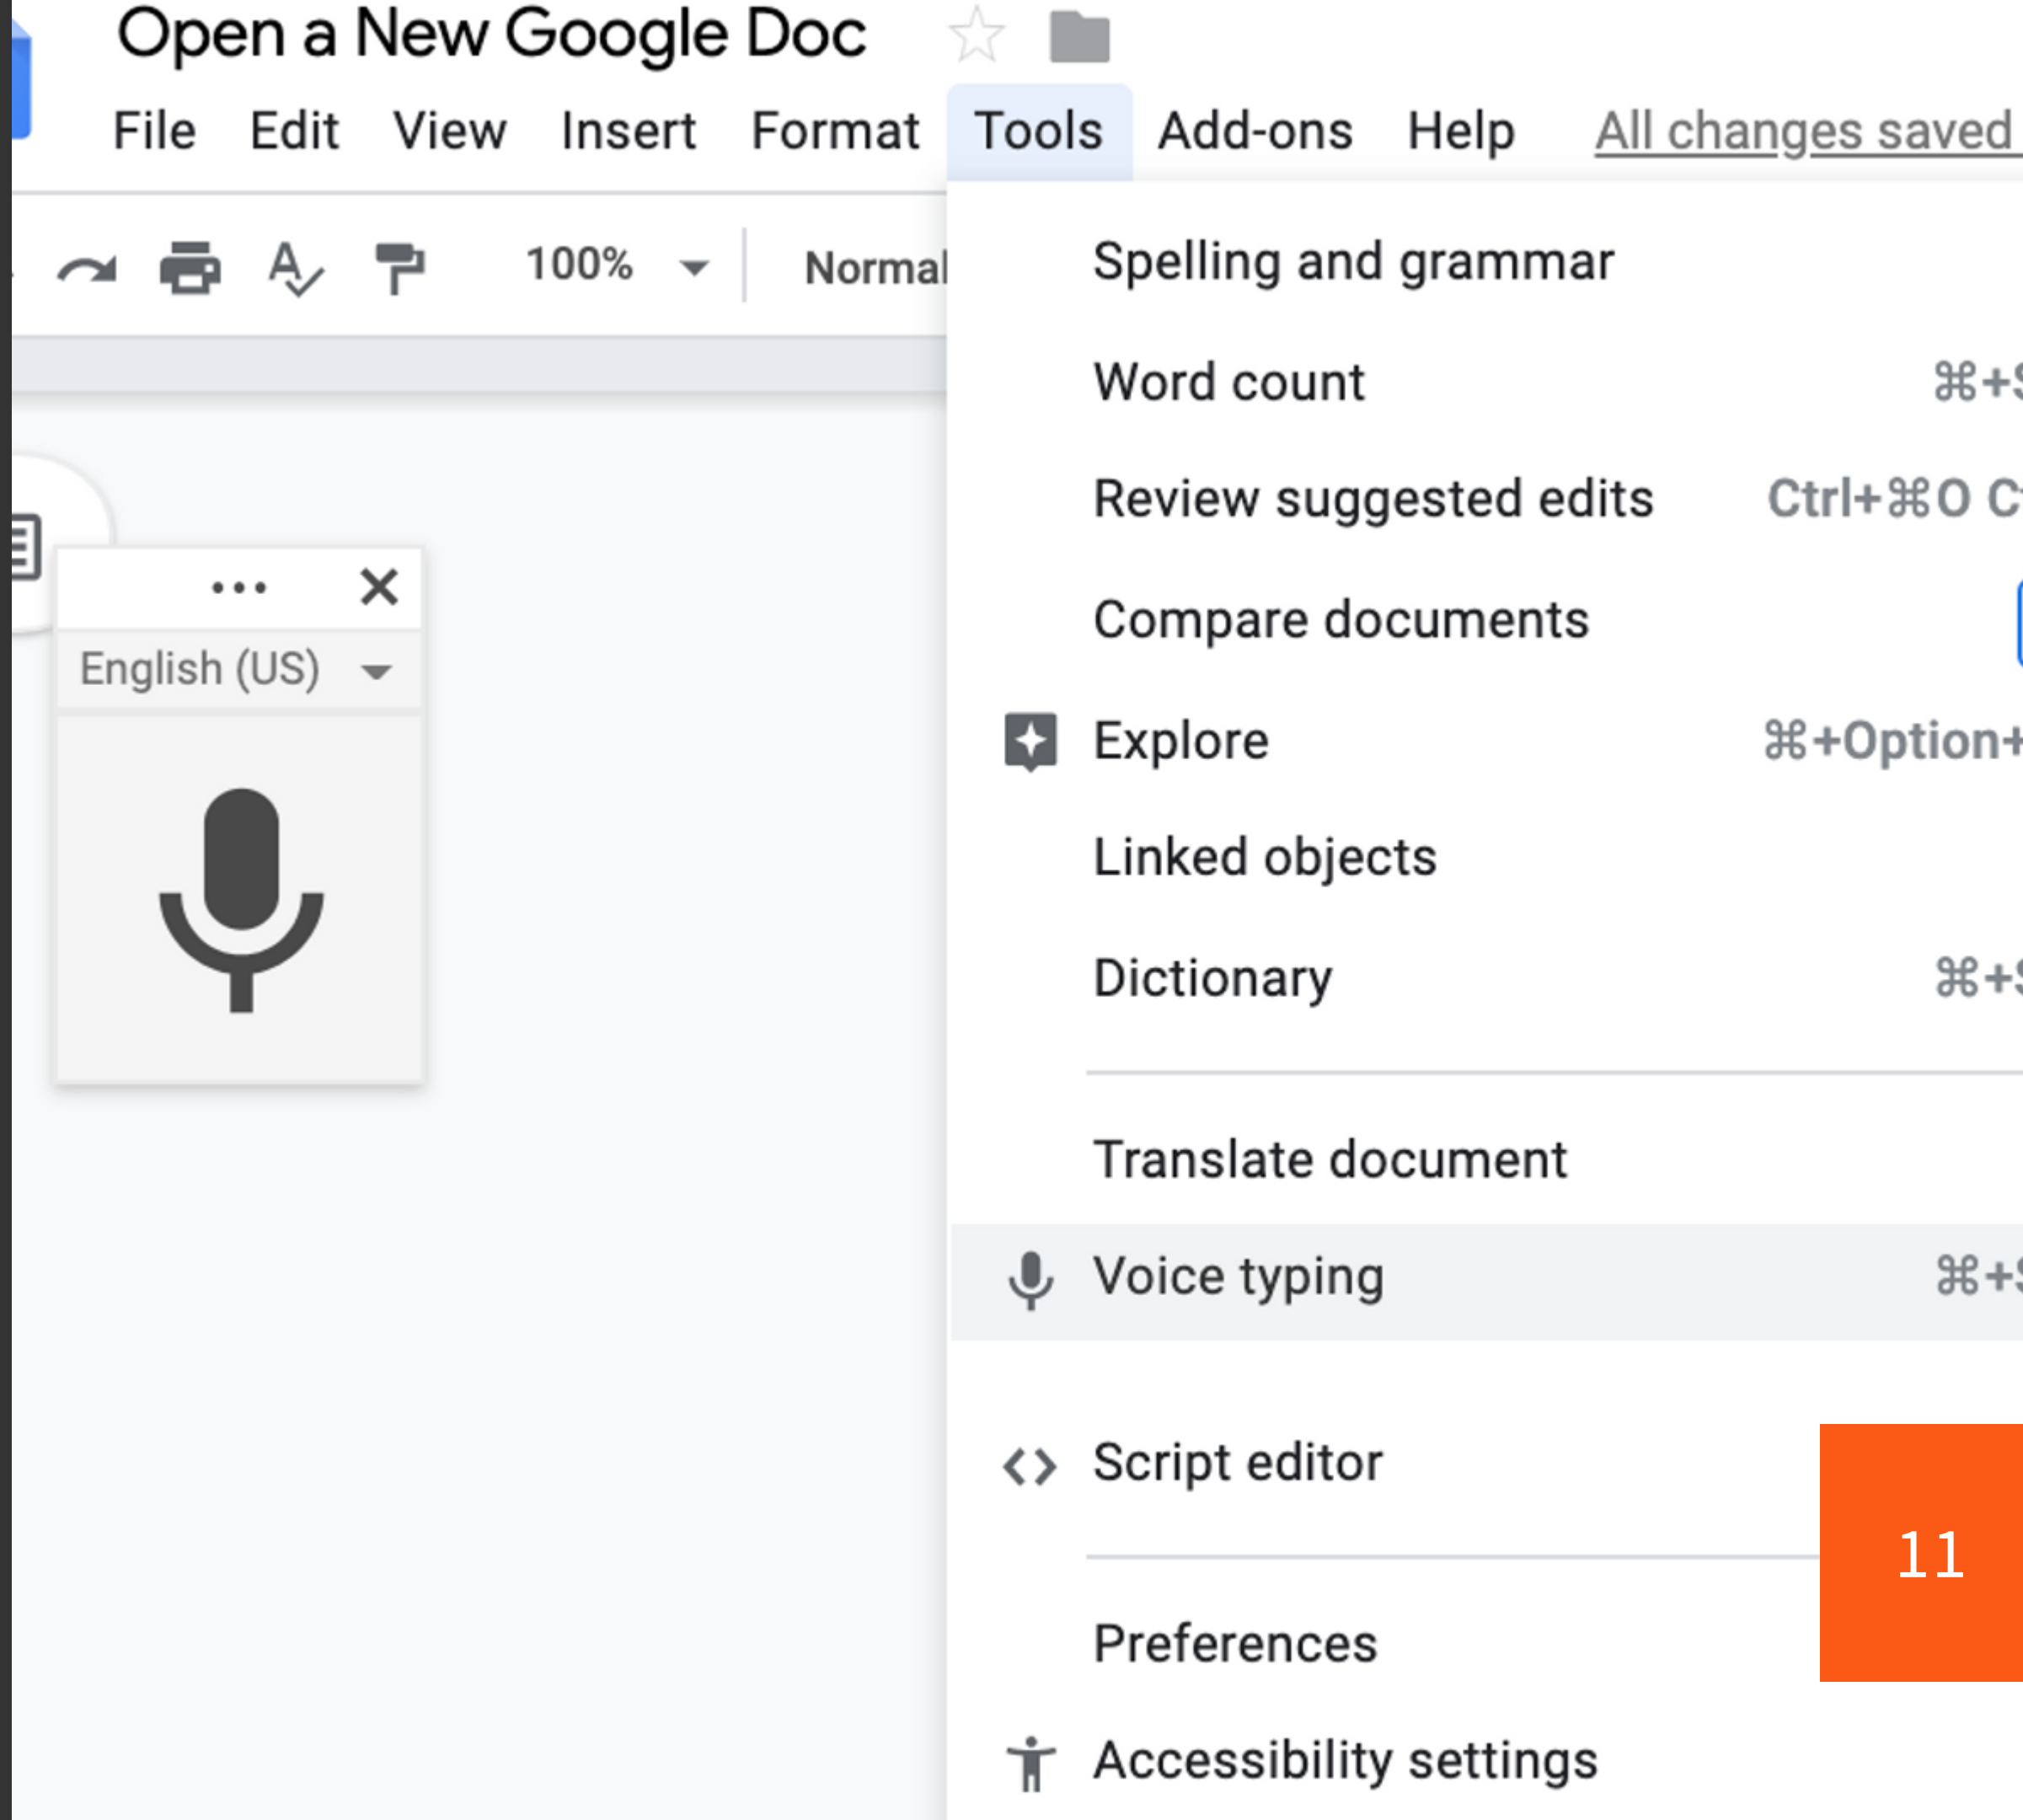 Open a New Google Doc
File Edit View Insert Format Tools Add-ons Help All changes saved
100% Normal
Spelling and grammar
Word count ⌘+S
Review suggested edits Ctrl+⌘O C
Compare documents
English (US)
Explore ⌘+Option+
Linked objects
Dictionary ⌘+S
Translate document
Voice typing ⌘+S
Script editor
11
Preferences
Accessibility settings